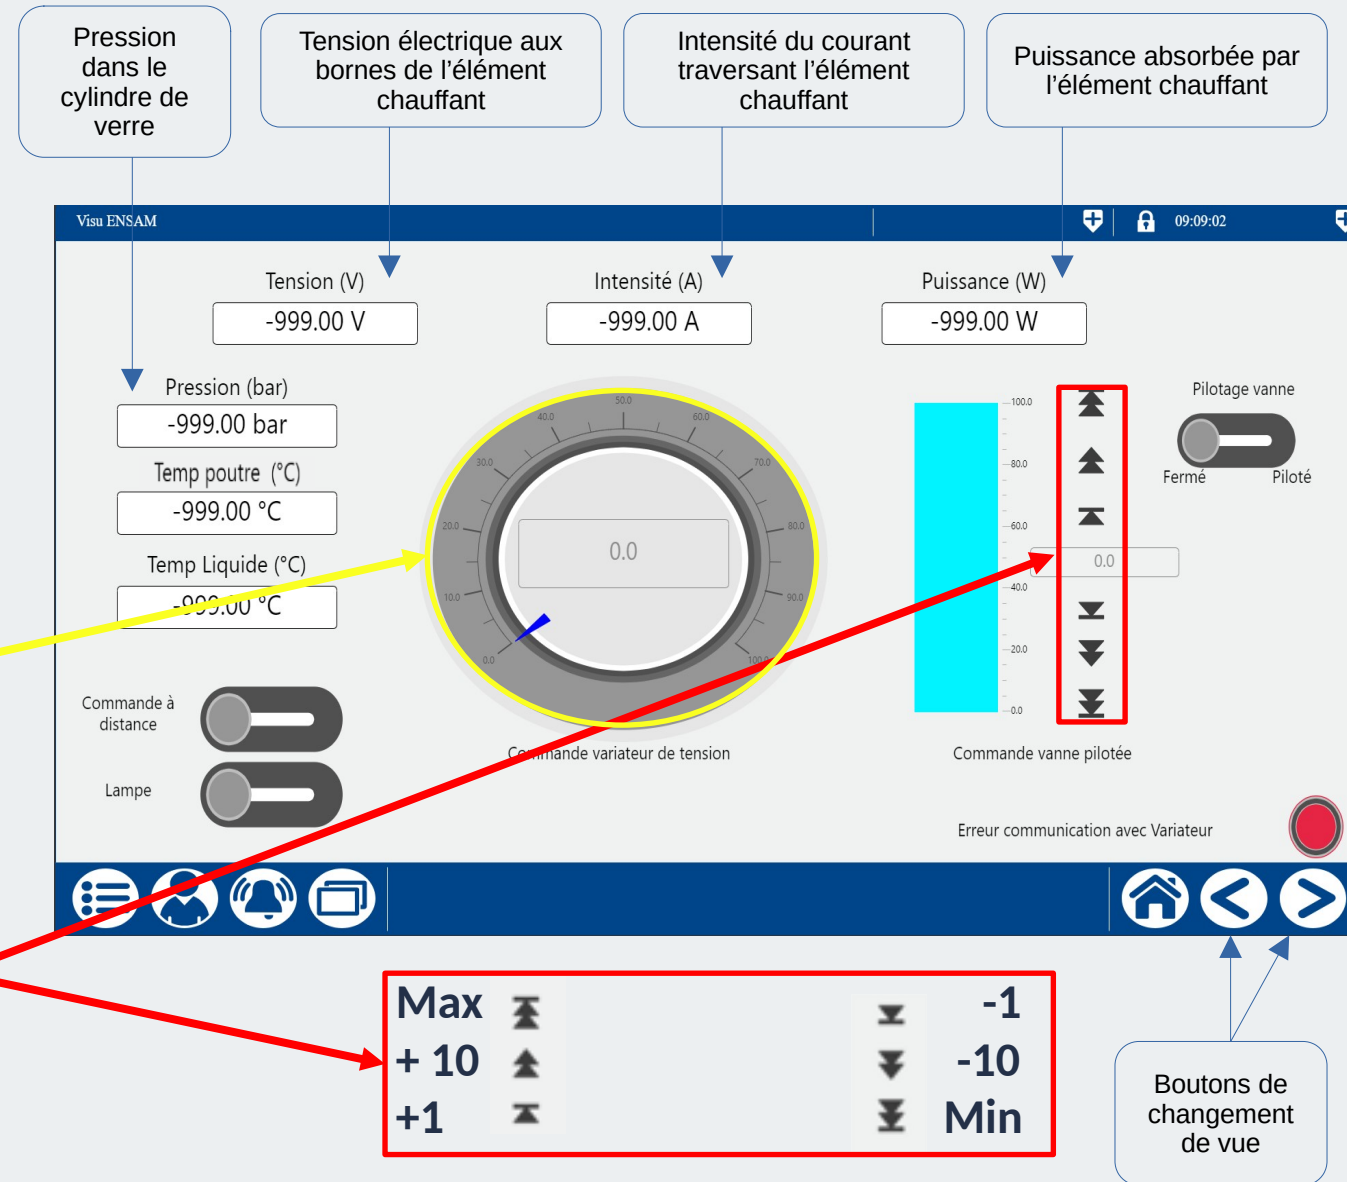 Pression
dans le
cylindre de
verre
Tension électrique aux
bornes de l'élément
chauffant
Intensité du courant
traversant l'élément
chauffant
Puissance absorbée par
l'élément chauffant
Visu ENSAM
09:09:02
Tension (V)
-999.00 V
Intensité (A)
-999.00 A
Puissance (W)
-999.00 W
Pression (bar)
-999.00 bar
Temp poutre (°C)
-999.00 °C
Temp Liquide (°C)
-999.00 °C
Commande à
distance
Lampe
0.0
10.0
20.0
30.0
40.0
50.0
60.0
70.0
80.0
90.0
100.0
0.0
Commande variateur de tension
100.0
80.0
60.0
40.0
20.0
0.0
0.0
Commande vanne pilotée
Pilotage vanne
Fermé
Piloté
Erreur communication avec Variateur
Max
+ 10
+1
-1
-10
Min
Boutons de
changement
de vue